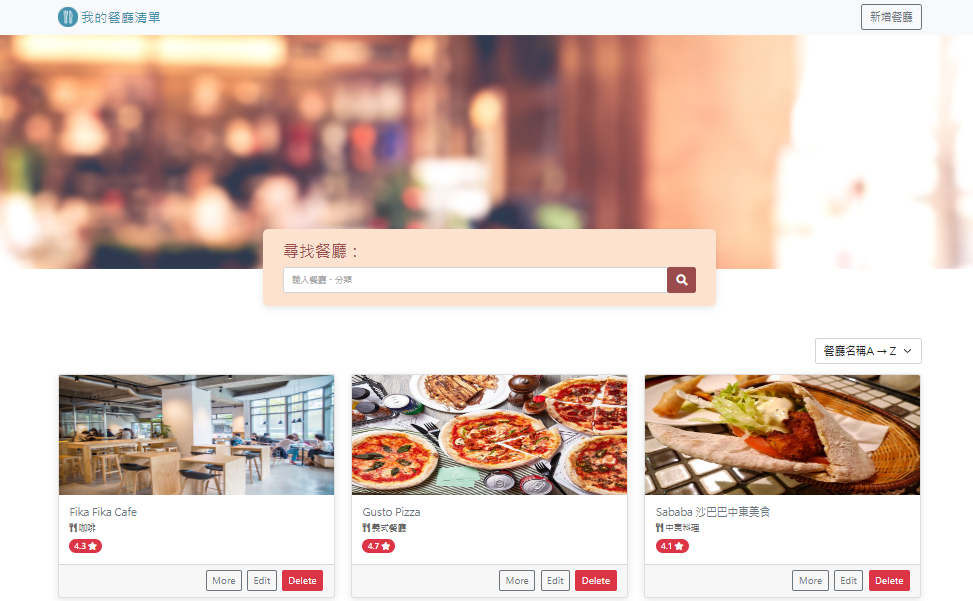 我的餐廳清單
新增餐廳
尋找餐廳：
輸入餐廳、分類
餐廳名稱A → Z
Fika Fika Cafe
咖啡
4.3
More Edit Delete
Gusto Pizza
義式餐廳
4.7
More Edit Delete
Sababa 沙巴巴中東美食
中東料理
4.1
More Edit Delete